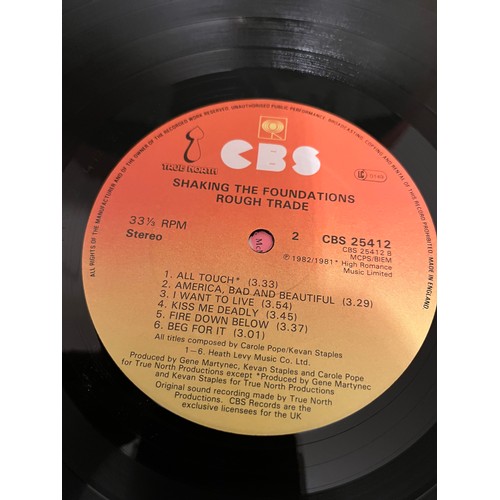 MANUFACTURER AND OF THE OWNER OF THE RECORDED WORK RESERVED. UNAUTHORISED PUBLIC PERFORMANCE, BROADCASTING COPYING AND RENTAL OF THIS RECORD PROHIBITED. MADE IN ENGLAND.
ALL RIGHTS OF THE
TRUE NORTH
CBS
SHAKING THE FOUNDATIONS
ROUGH TRADE
33⅓ RPM
Stereo
2
CBS 25412
CBS 25412 B
MCPS/BIEM
℗ 1982/1981* High Romance
Music Limited
1. ALL TOUCH* (3.33)
2. AMERICA, BAD AND BEAUTIFUL (3.29)
3. I WANT TO LIVE (3.54)
4. KISS ME DEADLY (3.45)
5. FIRE DOWN BELOW (3.37)
6. BEG FOR IT (3.01)
All titles composed by Carole Pope/Kevan Staples
1–6. Heath Levy Music Co. Ltd.
Produced by Gene Martynec, Kevan Staples and Carole Pope
for True North Productions except *Produced by Gene Martynec
and Kevan Staples for True North Productions
Original sound recording made by True North
Productions. CBS Records are the
exclusive licensees for the UK